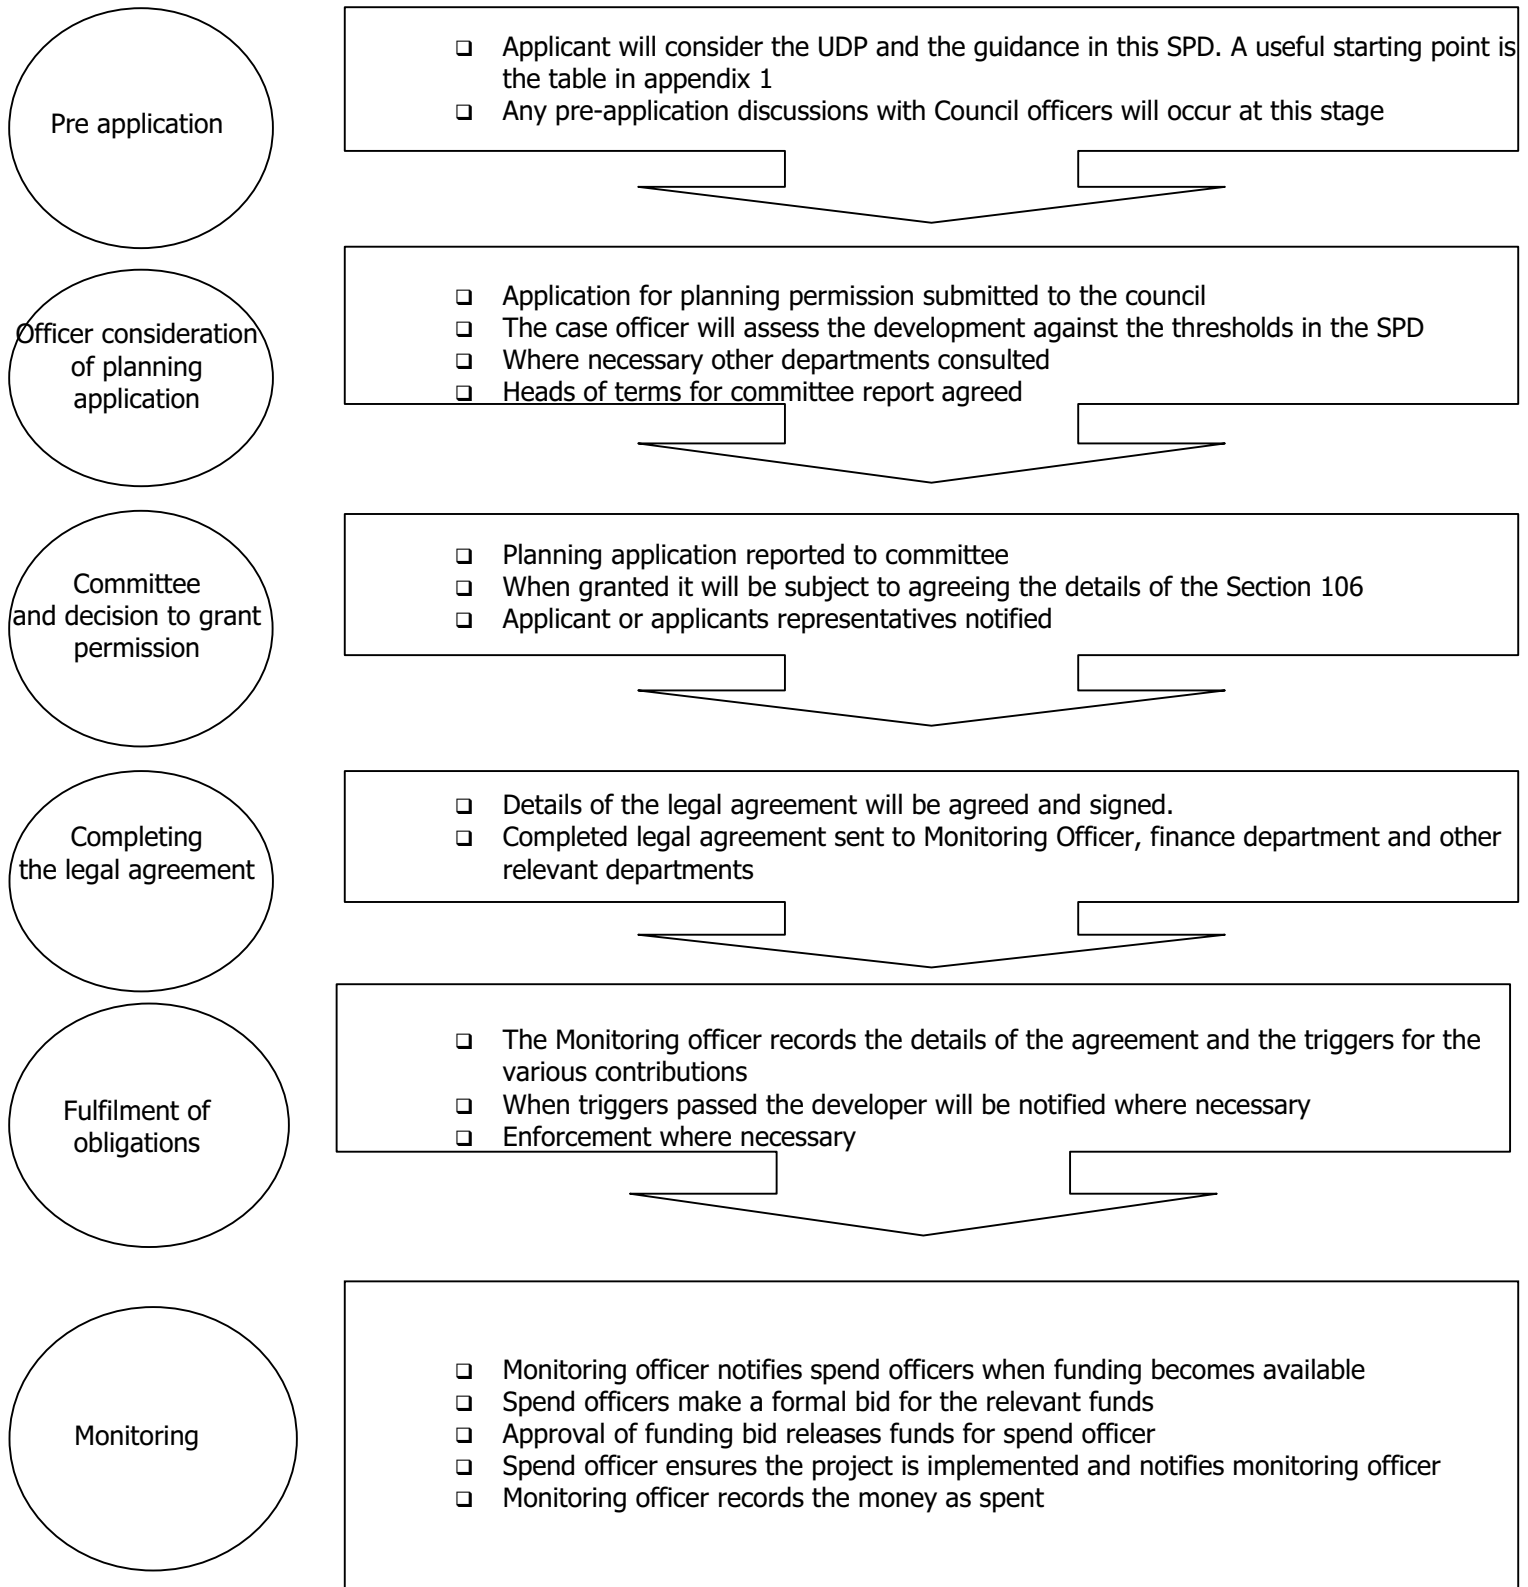 Pre application
❑ Applicant will consider the UDP and the guidance in this SPD. A useful starting point is
the table in appendix 1
❑ Any pre-application discussions with Council officers will occur at this stage
Officer consideration
of planning
application
❑ Application for planning permission submitted to the council
❑ The case officer will assess the development against the thresholds in the SPD
❑ Where necessary other departments consulted
❑ Heads of terms for committee report agreed
Committee
and decision to grant
permission
❑ Planning application reported to committee
❑ When granted it will be subject to agreeing the details of the Section 106
❑ Applicant or applicants representatives notified
Completing
the legal agreement
❑ Details of the legal agreement will be agreed and signed.
❑ Completed legal agreement sent to Monitoring Officer, finance department and other
relevant departments
Fulfilment of
obligations
❑ The Monitoring officer records the details of the agreement and the triggers for the
various contributions
❑ When triggers passed the developer will be notified where necessary
❑ Enforcement where necessary
Monitoring
❑ Monitoring officer notifies spend officers when funding becomes available
❑ Spend officers make a formal bid for the relevant funds
❑ Approval of funding bid releases funds for spend officer
❑ Spend officer ensures the project is implemented and notifies monitoring officer
❑ Monitoring officer records the money as spent